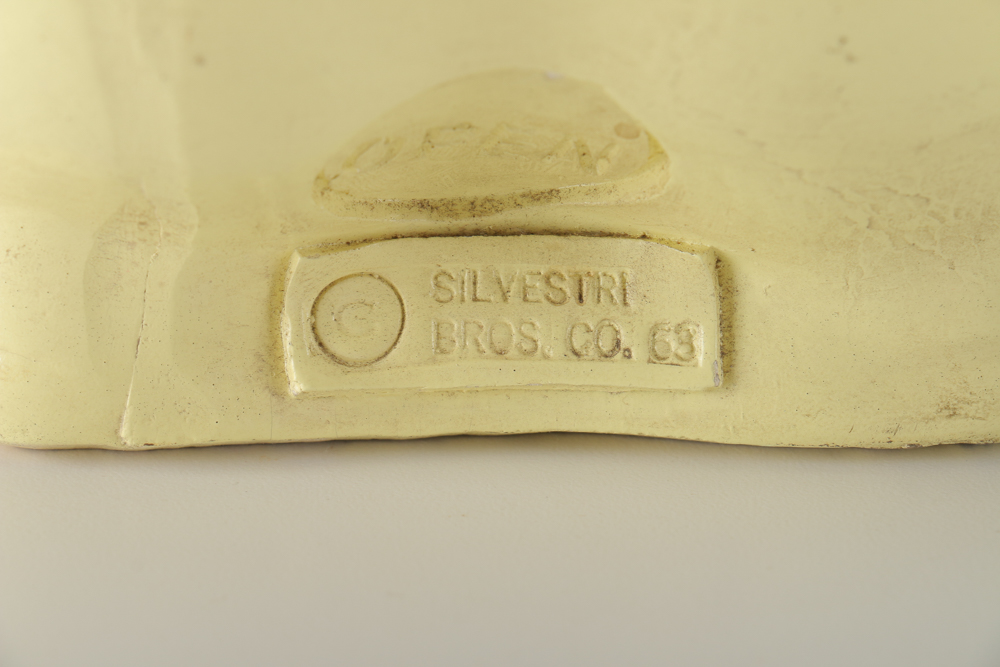 ©
SILVESTRI
BROS. CO. 63